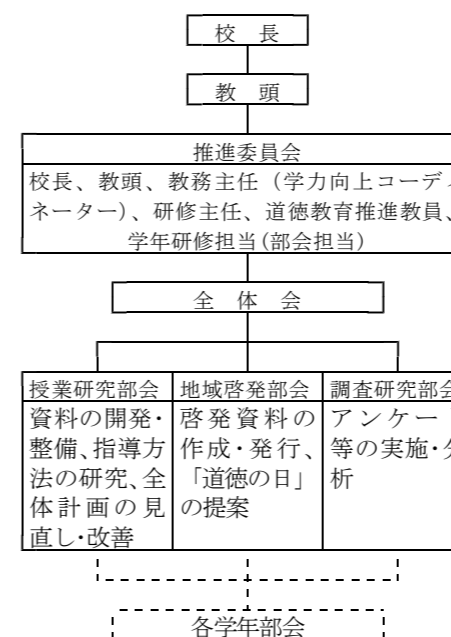 校　長
教　頭
推進委員会
校長、教頭、教務主任（学力向上コーディ
ネーター）、研修主任、道徳教育推進教員、
学年研修担当（部会担当）
全　体　会
授業研究部会
資料の開発・
整備、指導方
法の研究、全
体計画の見
直し・改善
地域啓発部会
啓発資料の
作成・発行、
「道徳の日」
の提案
調査研究部会
アンケー
等の実施・分
析
各学年部会